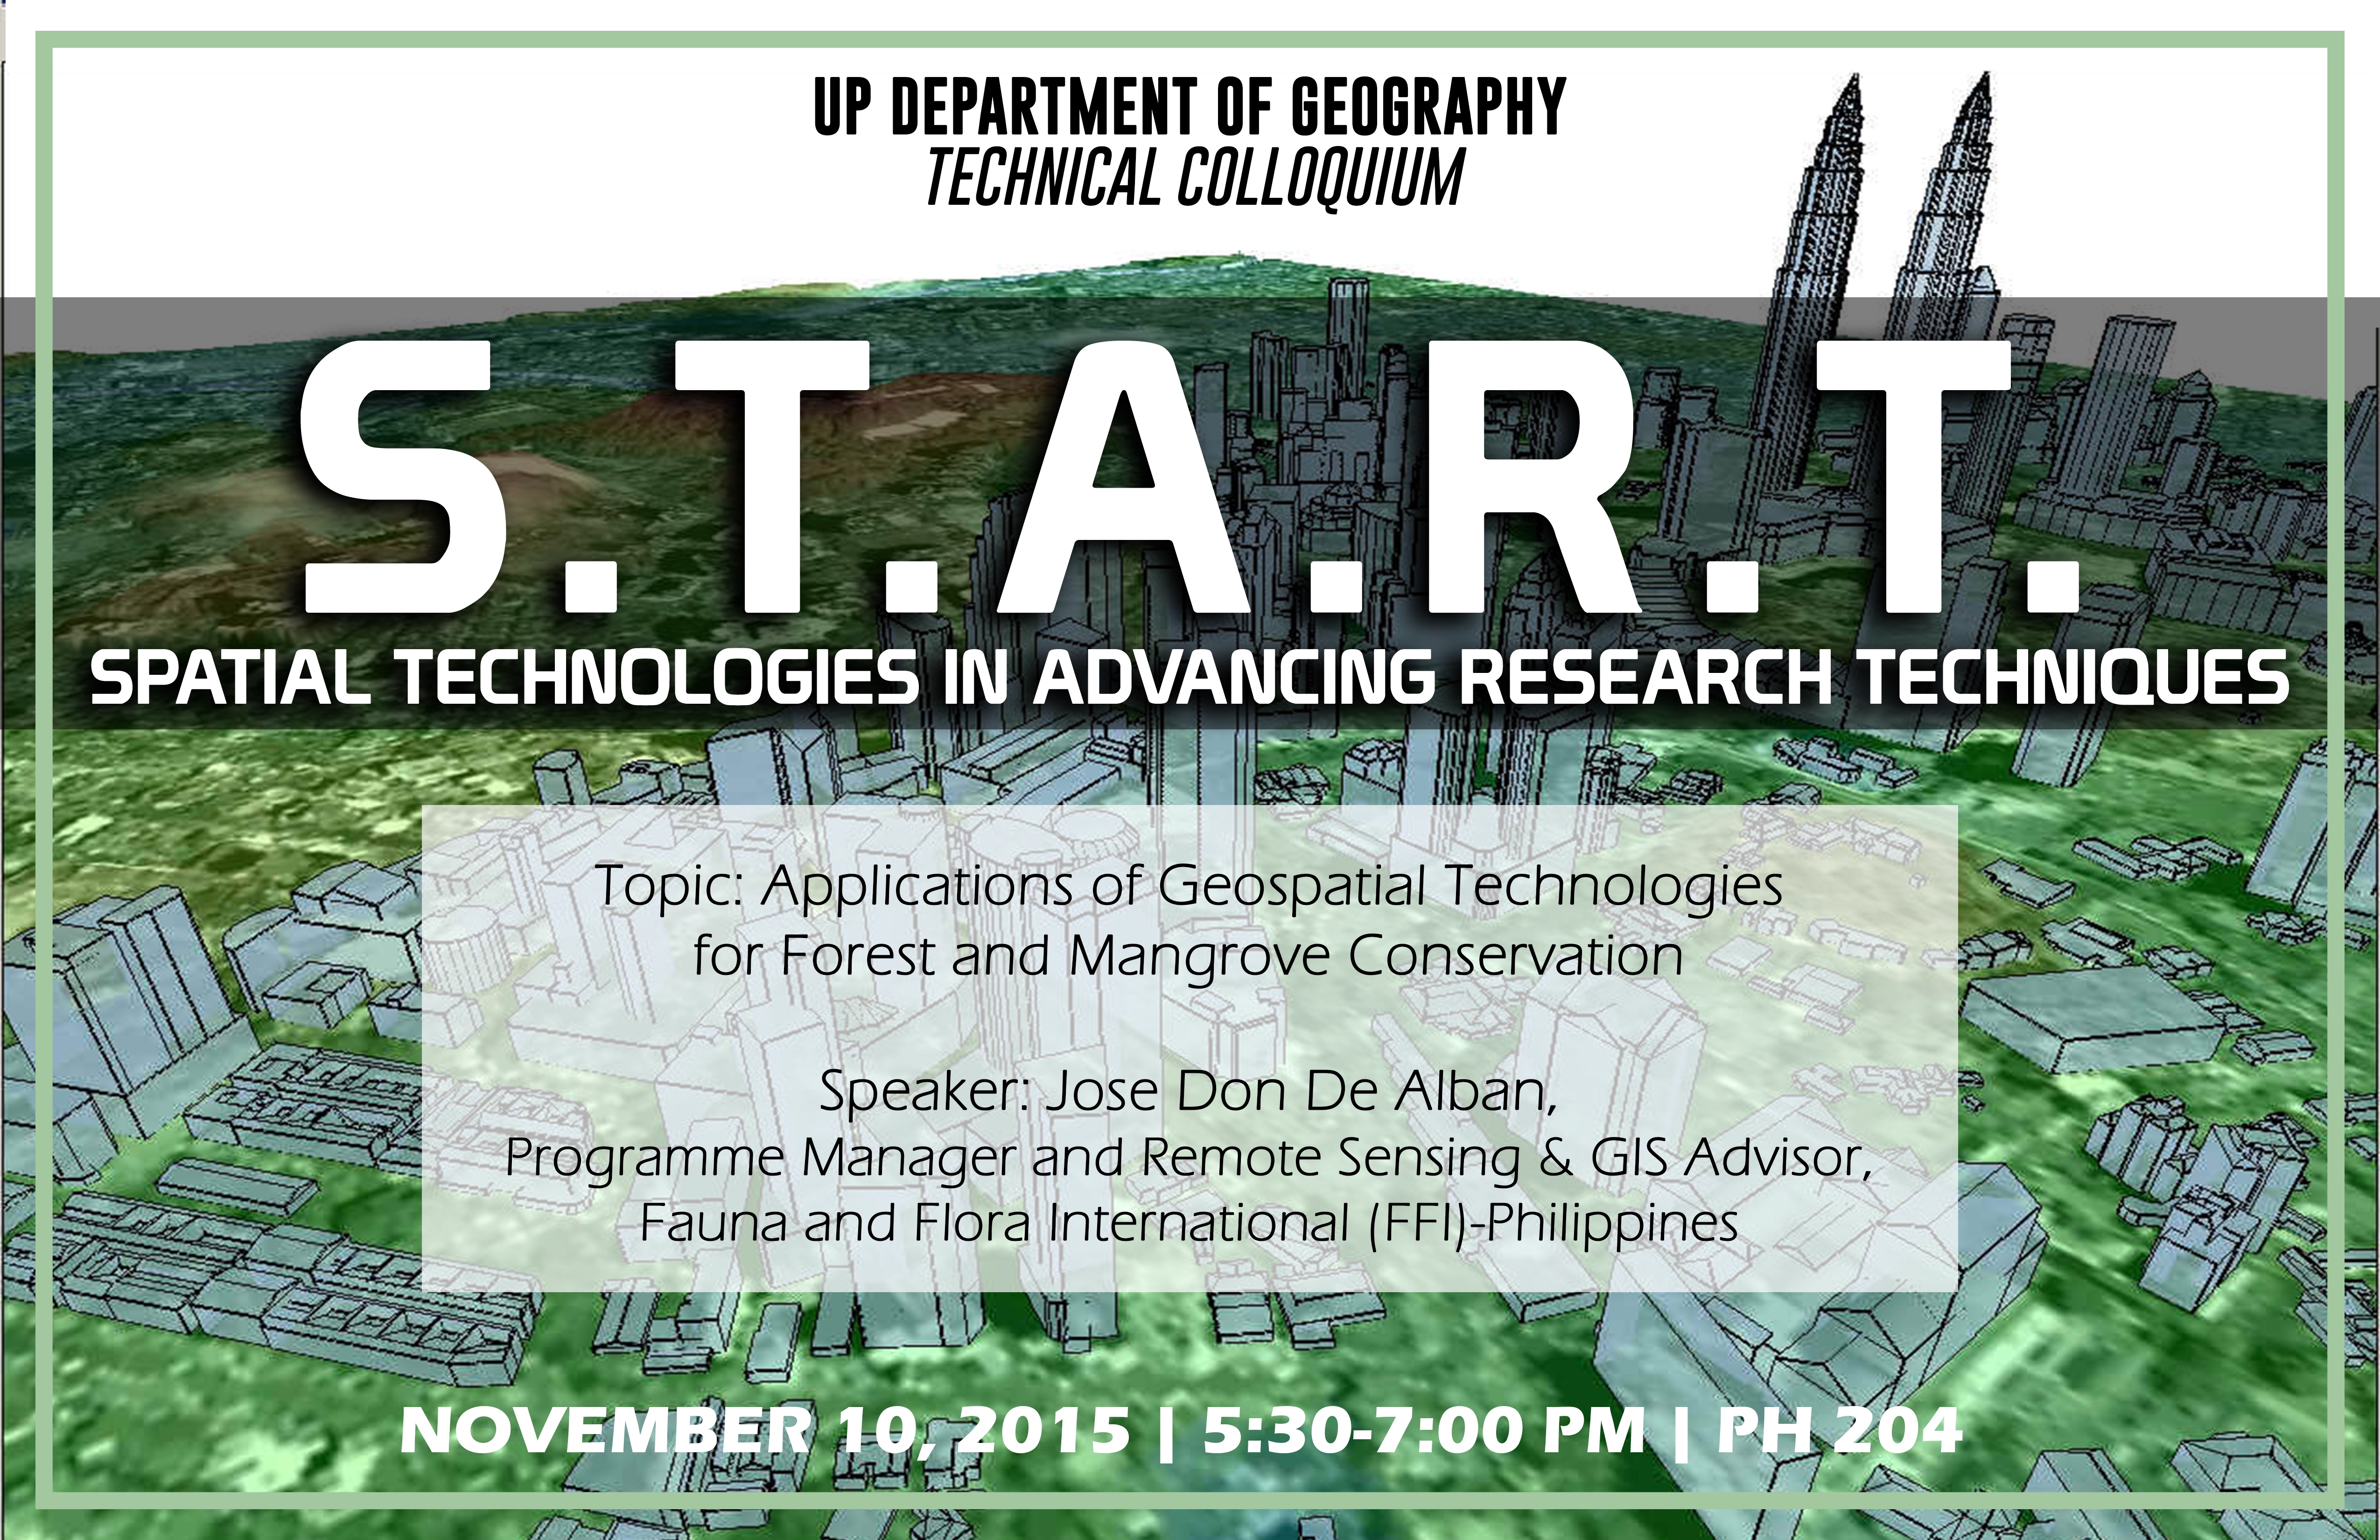 UP DEPARTMENT OF GEOGRAPHY
TECHNICAL COLLOQUIUM
S.T.A.R.T.
SPATIAL TECHNOLOGIES IN ADVANCING RESEARCH TECHNIQUES
Topic: Applications of Geospatial Technologies
for Forest and Mangrove Conservation
Speaker: Jose Don De Alban,
Programme Manager and Remote Sensing & GIS Advisor,
Fauna and Flora International (FFI)-Philippines
NOVEMBER 10, 2015 | 5:30-7:00 PM | PH 204